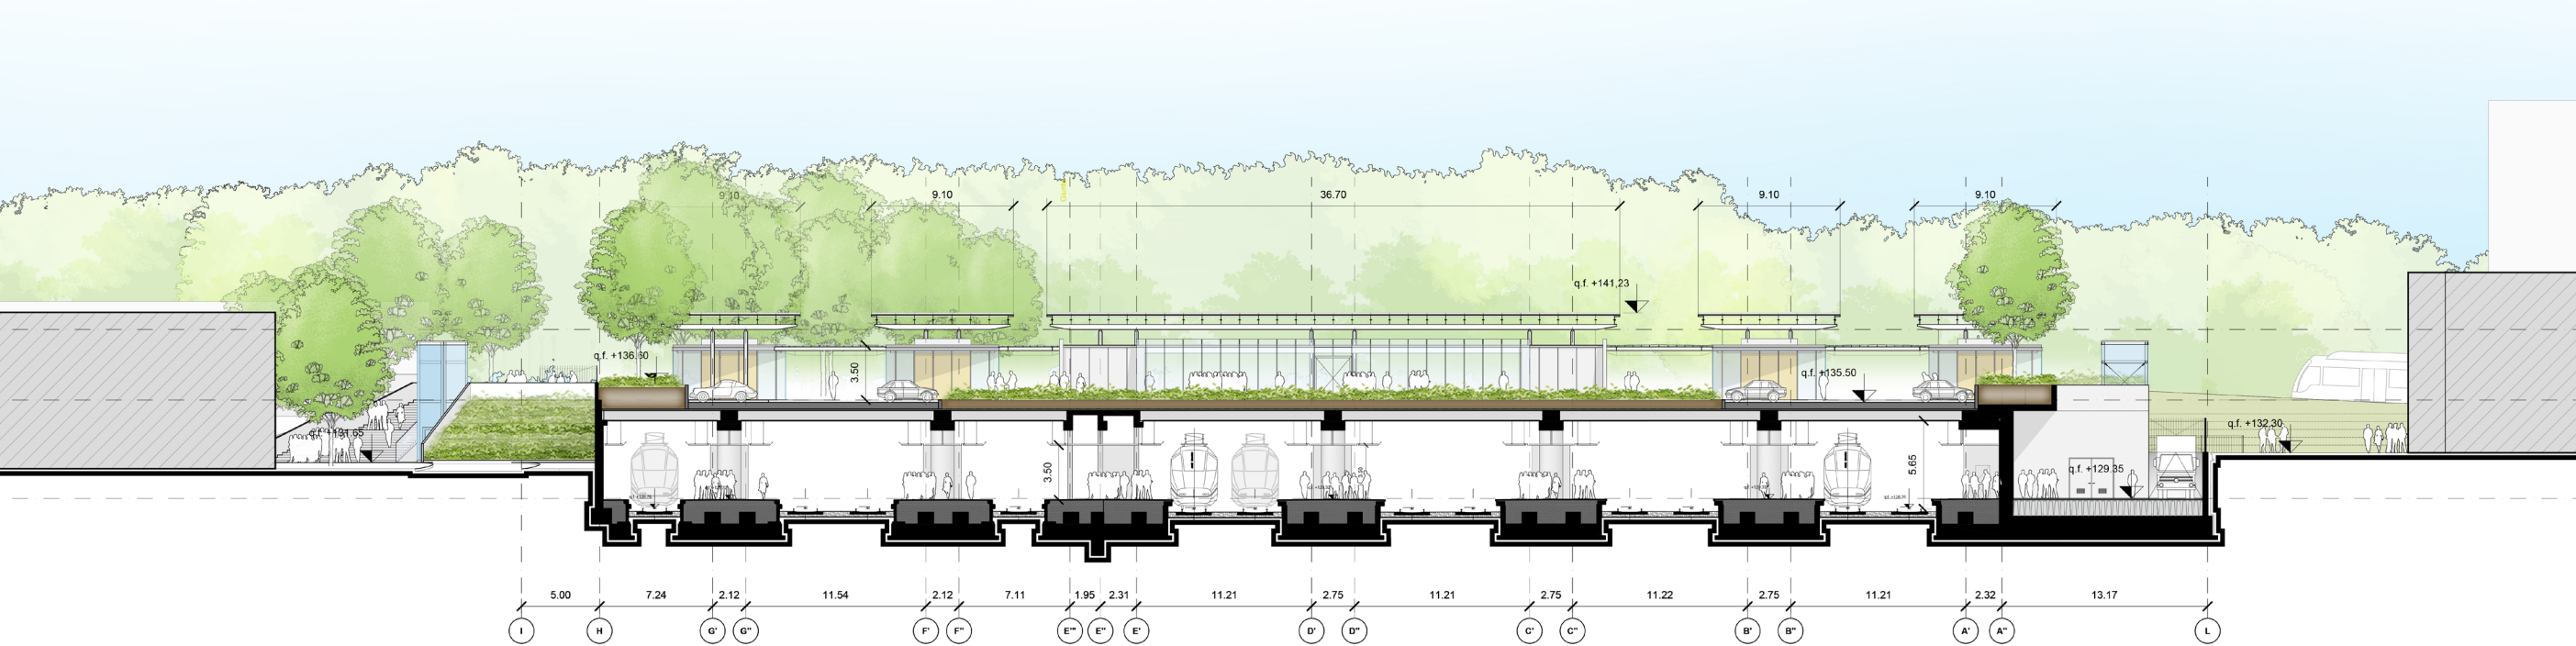 9.10
9.10
36.70
9.10
9.10
q.f. +141,23
q.f. +136.60
3.50
q.f. +135.50
q.f. +131.65
q.f. +132.30
3.50
5.65
q.f. +129.35
5.00
7.24
2.12
11.54
2.12
7.11
1.95
2.31
11.21
2.75
11.21
2.75
11.22
2.75
11.21
2.32
13.17
I
H
G'
G"
F'
F"
E'"
E"
E'
D'
D"
C'
C"
B'
B"
A'
A"
L